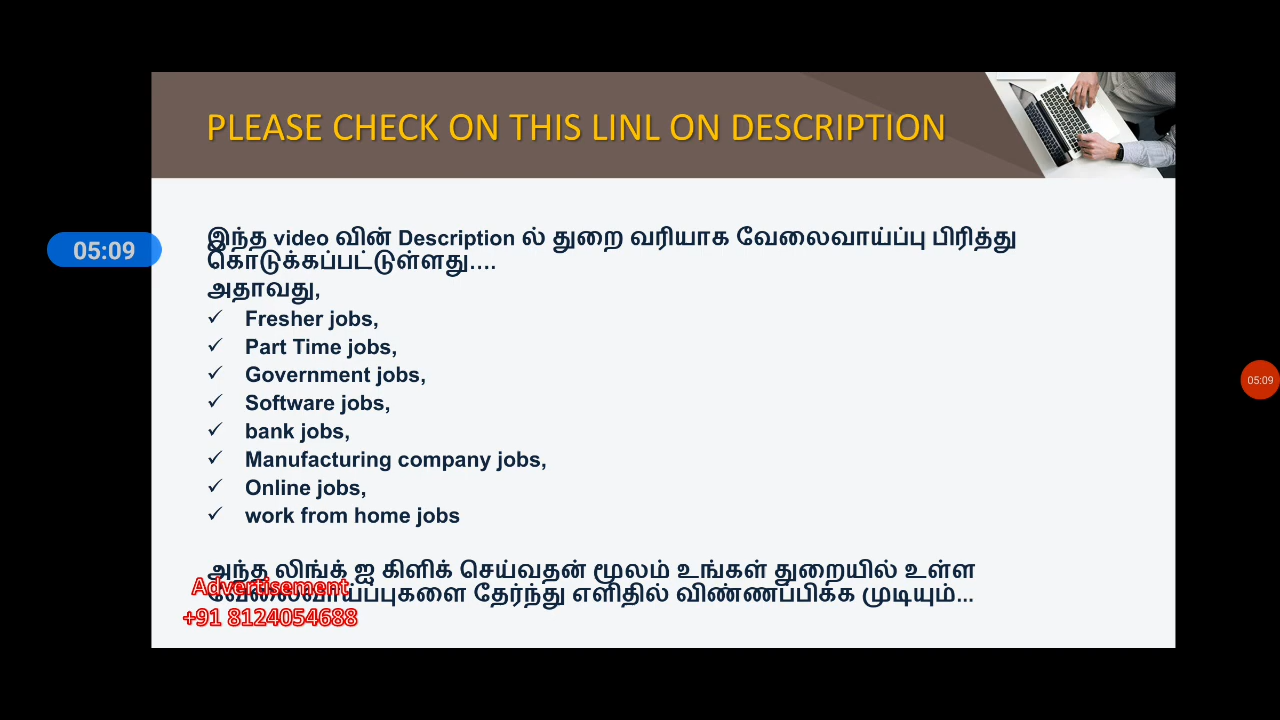 PLEASE CHECK ON THIS LINL ON DESCRIPTION
இந்த video வின் Description ல் துறை வரியாக வேலைவாய்ப்பு பிரித்து
கொடுக்கப்பட்டுள்ளது....
அதாவது,
✓ Fresher jobs,
✓ Part Time jobs,
✓ Government jobs,
✓ Software jobs,
✓ bank jobs,
✓ Manufacturing company jobs,
✓ Online jobs,
✓ work from home jobs
அந்த லிங்க் ஐ கிளிக் செய்வதன் மூலம் உங்கள் துறையில் உள்ள
வேலைவாய்ப்புகளை தேர்ந்து எளிதில் விண்ணப்பிக்க முடியும்...
Advertisement
+91 8124054688
05:09
05:09